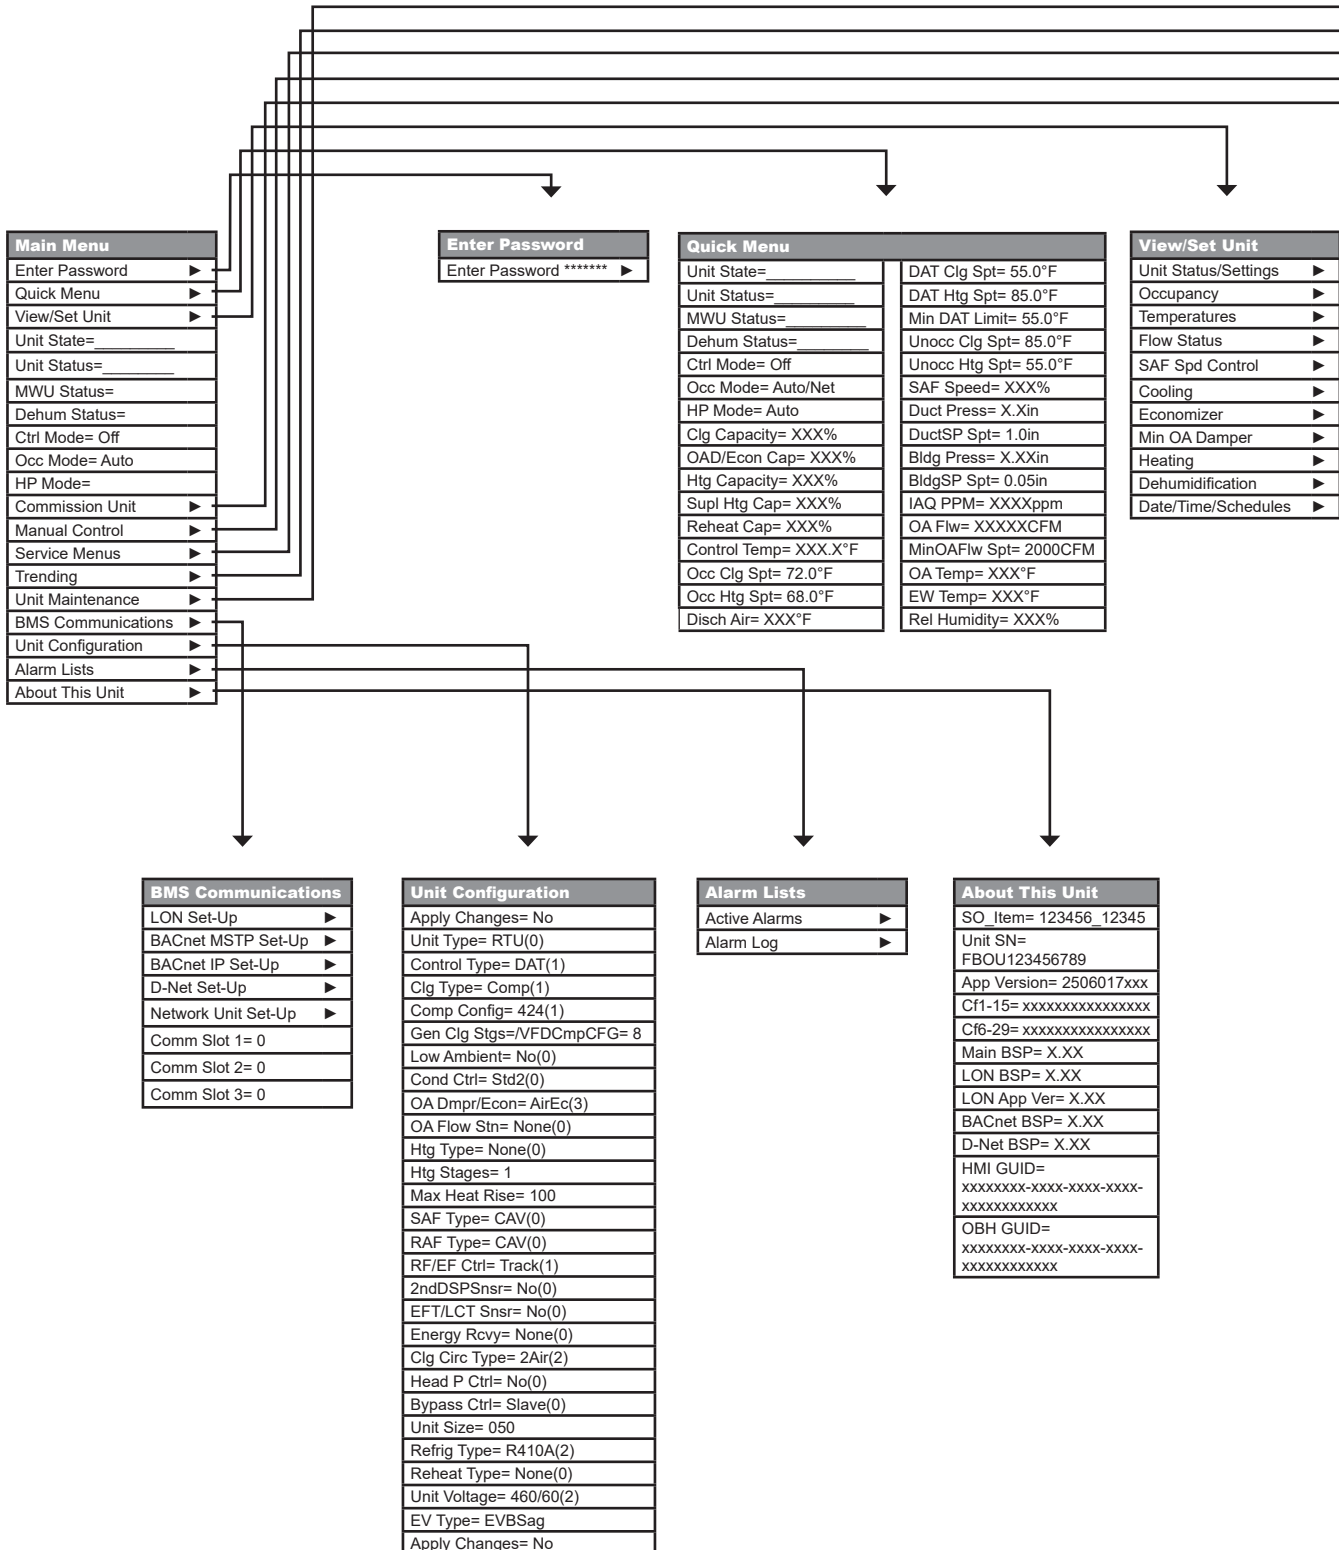 Main Menu
Enter Password ►
Quick Menu ►
View/Set Unit ►
Unit State=__________
Unit Status=_________
MWU Status=
Dehum Status=
Ctrl Mode= Off
Occ Mode= Auto
HP Mode=
Commission Unit ►
Manual Control ►
Service Menus ►
Trending ►
Unit Maintenance ►
BMS Communications ►
Unit Configuration ►
Alarm Lists ►
About This Unit ►
Enter Password
Enter Password ******* ►
Quick Menu
Unit State=___________
Unit Status=__________
MWU Status=__________
Dehum Status=_________
Ctrl Mode= Off
Occ Mode= Auto/Net
HP Mode= Auto
Clg Capacity= XXX%
OAD/Econ Cap= XXX%
Htg Capacity= XXX%
Supl Htg Cap= XXX%
Reheat Cap= XXX%
Control Temp= XXX.X°F
Occ Clg Spt= 72.0°F
Occ Htg Spt= 68.0°F
Disch Air= XXX°F
DAT Clg Spt= 55.0°F
DAT Htg Spt= 85.0°F
Min DAT Limit= 55.0°F
Unocc Clg Spt= 85.0°F
Unocc Htg Spt= 55.0°F
SAF Speed= XXX%
Duct Press= X.Xin
DuctSP Spt= 1.0in
Bldg Press= X.XXin
BldgSP Spt= 0.05in
IAQ PPM= XXXXppm
OA Flw= XXXXXCFM
MinOAFlw Spt= 2000CFM
OA Temp= XXX°F
EW Temp= XXX°F
Rel Humidity= XXX%
View/Set Unit
Unit Status/Settings ►
Occupancy ►
Temperatures ►
Flow Status ►
SAF Spd Control ►
Cooling ►
Economizer ►
Min OA Damper ►
Heating ►
Dehumidification ►
Date/Time/Schedules ►
BMS Communications
LON Set-Up ►
BACnet MSTP Set-Up ►
BACnet IP Set-Up ►
D-Net Set-Up ►
Network Unit Set-Up ►
Comm Slot 1= 0
Comm Slot 2= 0
Comm Slot 3= 0
Unit Configuration
Apply Changes= No
Unit Type= RTU(0)
Control Type= DAT(1)
Clg Type= Comp(1)
Comp Config= 424(1)
Gen Clg Stgs=/VFDCmpCFG= 8
Low Ambient= No(0)
Cond Ctrl= Std2(0)
OA Dmpr/Econ= AirEc(3)
OA Flow Stn= None(0)
Htg Type= None(0)
Htg Stages= 1
Max Heat Rise= 100
SAF Type= CAV(0)
RAF Type= CAV(0)
RF/EF Ctrl= Track(1)
2ndDSPSnsr= No(0)
EFT/LCT Snsr= No(0)
Energy Rcvy= None(0)
Clg Circ Type= 2Air(2)
Head P Ctrl= No(0)
Bypass Ctrl= Slave(0)
Unit Size= 050
Refrig Type= R410A(2)
Reheat Type= None(0)
Unit Voltage= 460/60(2)
EV Type= EVBSag
Apply Changes= No
Alarm Lists
Active Alarms ►
Alarm Log ►
About This Unit
SO_Item= 123456_12345
Unit SN=
FBOU123456789
App Version= 2506017xxx
Cf1-15= xxxxxxxxxxxxxxxx
Cf6-29= xxxxxxxxxxxxxxxx
Main BSP= X.XX
LON BSP= X.XX
LON App Ver= X.XX
BACnet BSP= X.XX
D-Net BSP= X.XX
HMI GUID=
xxxxxxxx-xxxx-xxxx-xxxx-
xxxxxxxxxxxx
OBH GUID=
xxxxxxxx-xxxx-xxxx-xxxx-
xxxxxxxxxxxx